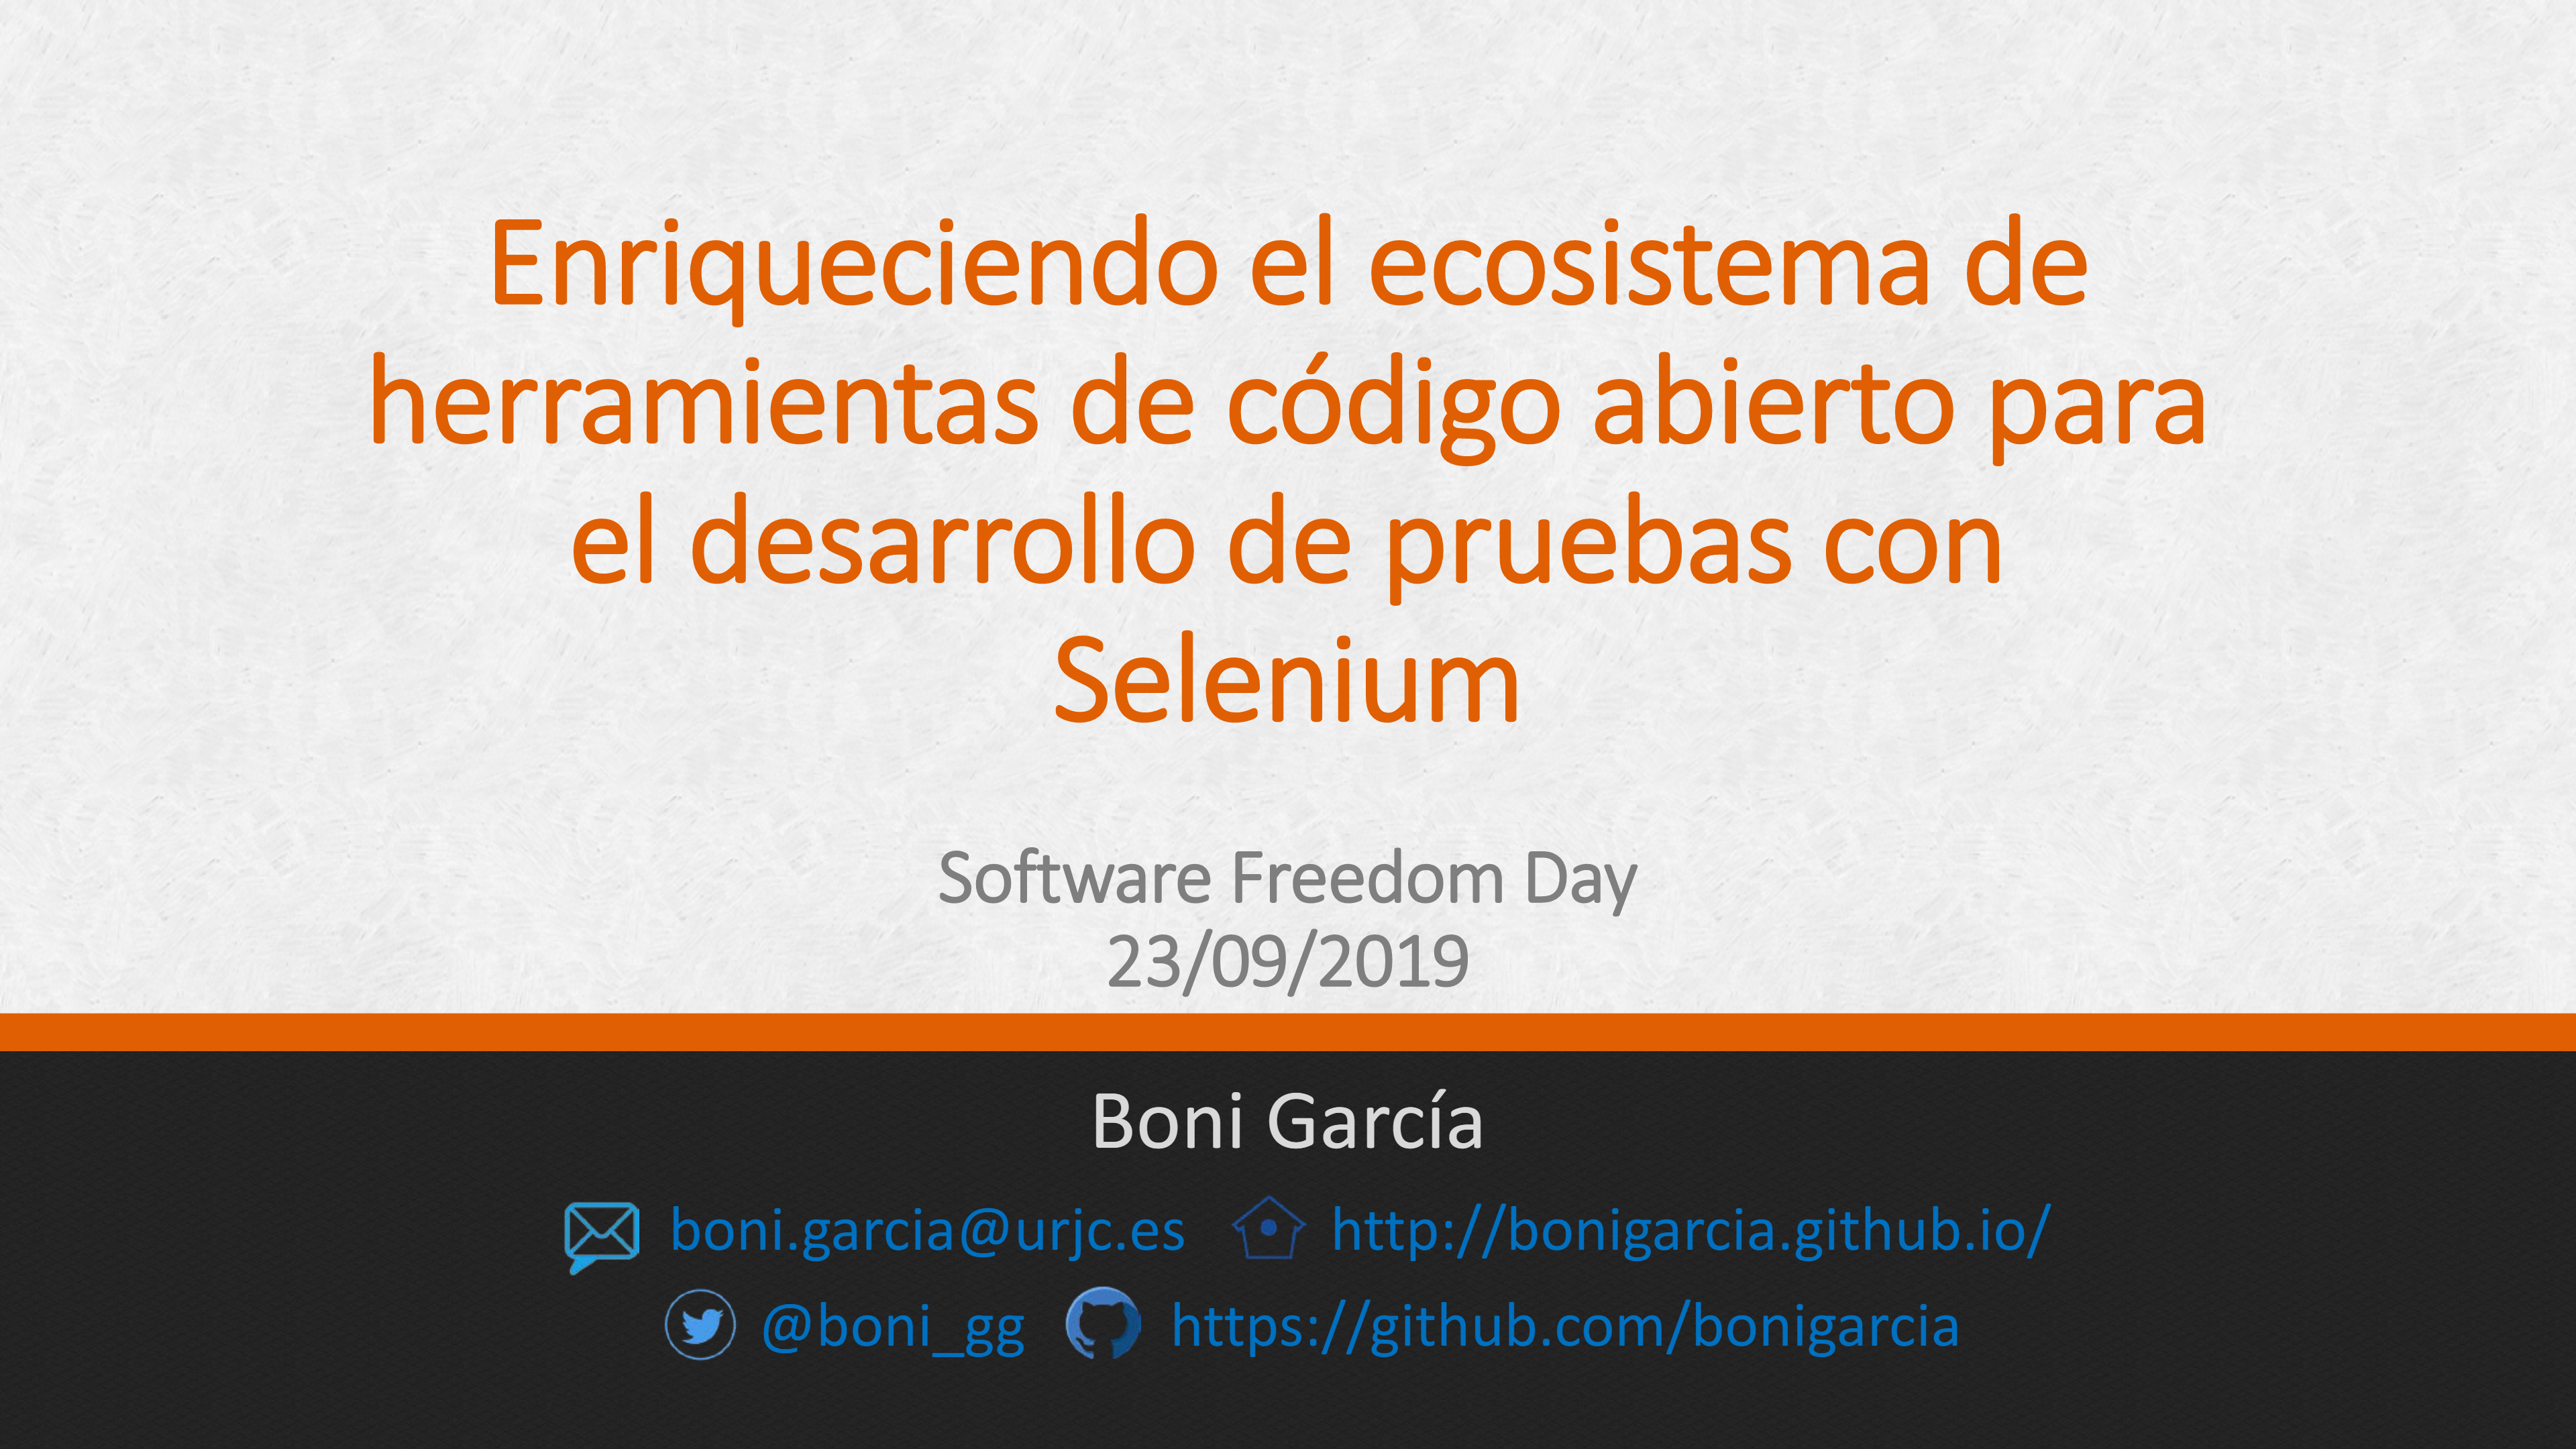 Enriqueciendo el ecosistema de
herramientas de código abierto para
el desarrollo de pruebas con
Selenium
Software Freedom Day
23/09/2019
Boni García
boni.garcia@urjc.es http://bonigarcia.github.io/
@boni_gg https://github.com/bonigarcia